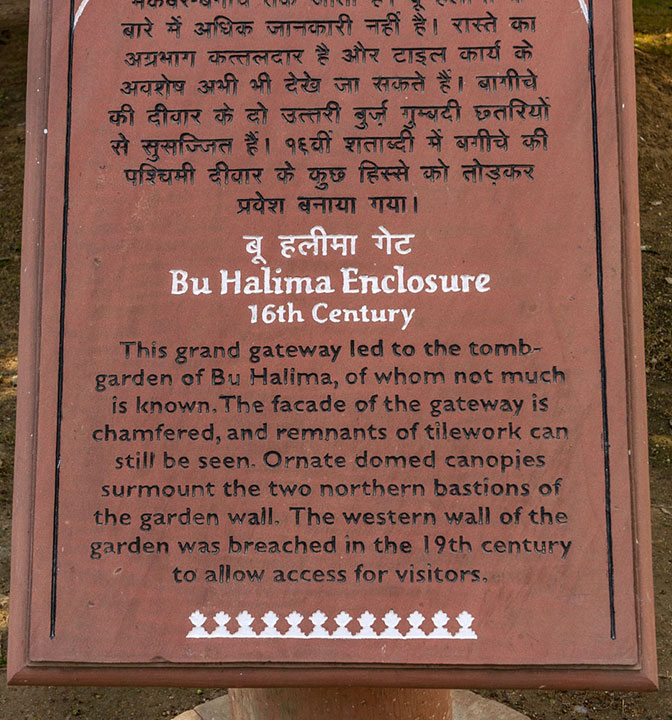 बारे में अधिक जानकारी नहीं है। रास्ते का
अग्रभाग कत्तलदार है और टाइल कार्य के
अवशेष अभी भी देखे जा सकते हैं। बागीचे
की दीवार के दो उत्तरी बुर्ज़ गुम्बदी छतरियों
से सुसज्जित हैं। १६वीं शताब्दी में बगीचे की
पश्चिमी दीवार के कुछ हिस्से को तोड़कर
प्रवेश बनाया गया।
बू हलीमा गेट
Bu Halima Enclosure
16th Century
This grand gateway led to the tomb-
garden of Bu Halima, of whom not much
is known. The facade of the gateway is
chamfered, and remnants of tilework can
still be seen. Ornate domed canopies
surmount the two northern bastions of
the garden wall. The western wall of the
garden was breached in the 19th century
to allow access for visitors.